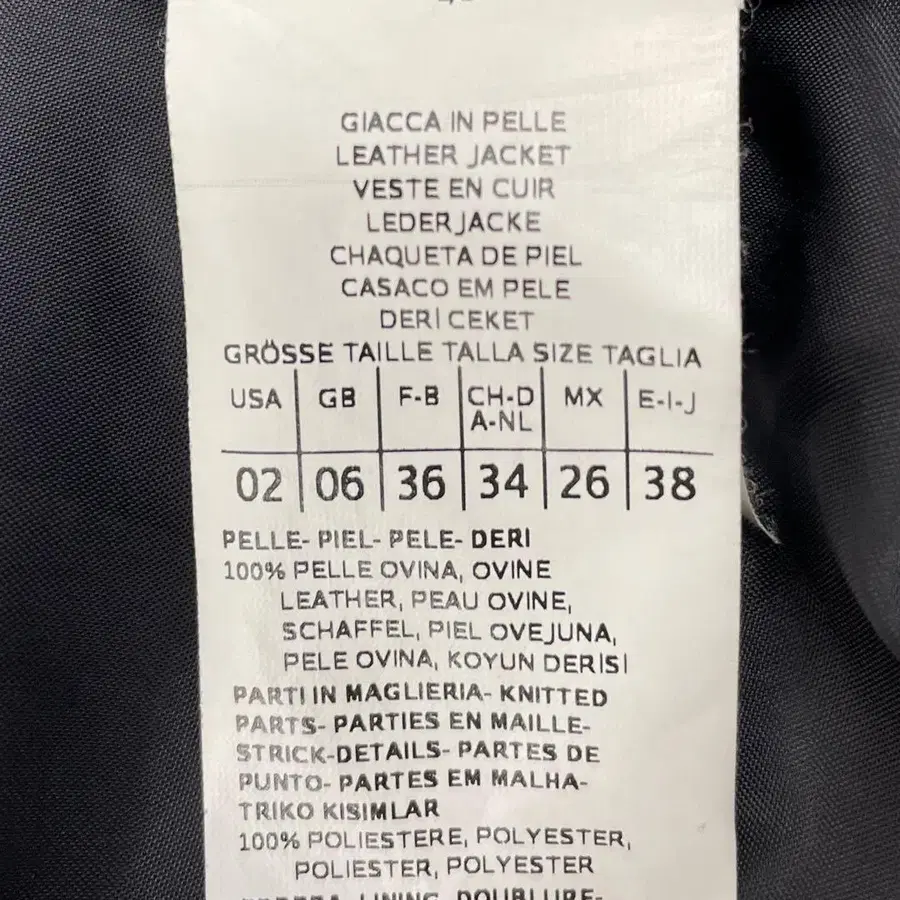 GIACCA IN PELLE
LEATHER JACKET
VESTE EN CUIR
LEDERJACKE
CHAQUETA DE PIEL
CASACO EM PELE
DERİ CEKET
GRÖSSE TAILLE TALLA SIZE TAGLIA
USA GB F-B CH-D A-NL MX E-I-J
02 06 36 34 26 38
PELLE- PIEL- PELE- DERI
100% PELLE OVINA, OVINE
LEATHER, PEAU OVINE,
SCHAFFEL, PIEL OVEJUNA,
PELE OVINA, KOYUN DERISI
PARTI IN MAGLIERIA- KNITTED
PARTS- PARTIES EN MAILLE-
STRICK-DETAILS- PARTES DE
PUNTO- PARTES EM MALHA-
TRIKO KISIMLAR
100% POLIESTERE, POLYESTER,
POLIESTER, POLYESTER
LINING, DOUBLURE-